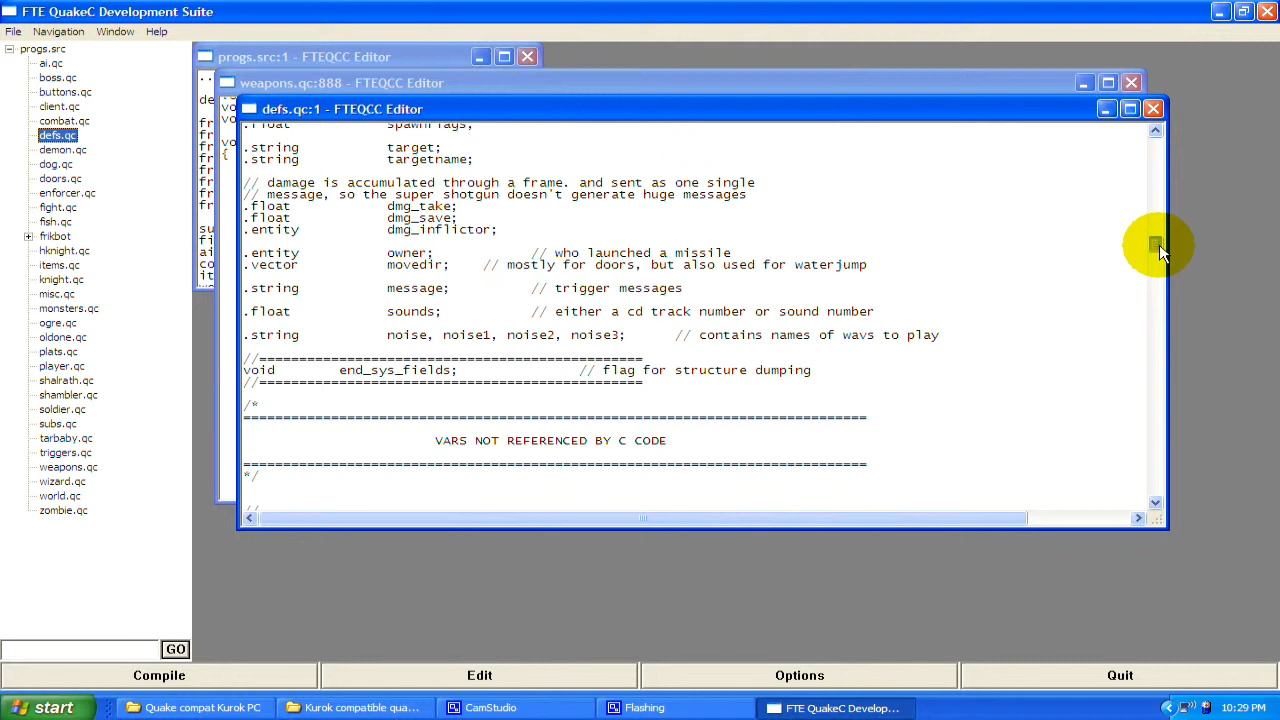 FTE QuakeC Development Suite
File Navigation Window Help
progs.src
ai.qc
boss.qc
buttons.qc
client.qc
combat.qc
defs.qc
demon.qc
dog.qc
doors.qc
enforcer.qc
fight.qc
fish.qc
frikbot
hknight.qc
items.qc
knight.qc
misc.qc
monsters.qc
ogre.qc
oldone.qc
plats.qc
player.qc
shalrath.qc
shambler.qc
soldier.qc
subs.qc
tarbaby.qc
triggers.qc
weapons.qc
wizard.qc
world.qc
zombie.qc
GO
progs.src:1 - FTEQCC Editor
weapons.qc:888 - FTEQCC Editor
defs.qc:1 - FTEQCC Editor
.float spawnflags;
.string target;
.string targetname;
// damage is accumulated through a frame. and sent as one single
// message, so the super shotgun doesn't generate huge messages
.float dmg_take;
.float dmg_save;
.entity dmg_inflictor;
.entity owner; // who launched a missile
.vector movedir; // mostly for doors, but also used for waterjump
.string message; // trigger messages
.float sounds; // either a cd track number or sound number
.string noise, noise1, noise2, noise3; // contains names of wavs to play
//================================================
void end_sys_fields; // flag for structure dumping
//================================================
/*
==============================================================================
VARS NOT REFERENCED BY C CODE
==============================================================================
*/
//
Compile Edit Options Quit
start Quake compat Kurok PC Kurok compatible qua... CamStudio Flashing FTE QuakeC Develop... 10:29 PM